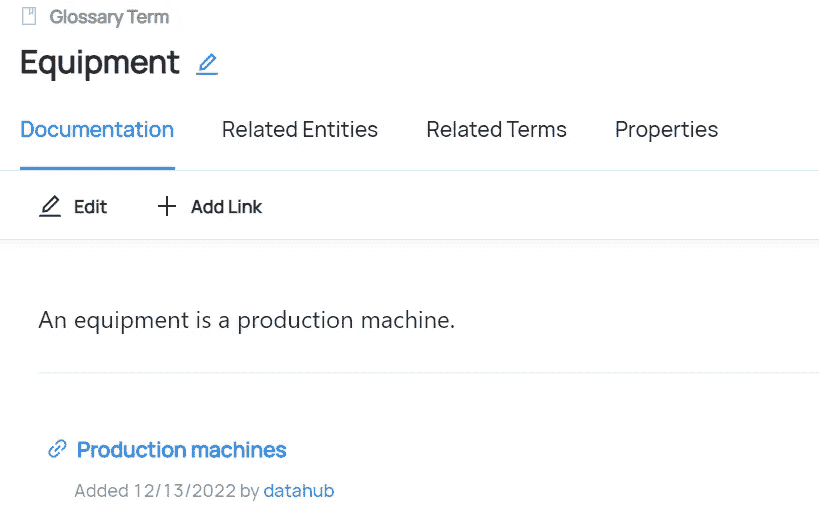 Glossary Term
Equipment
Documentation Related Entities Related Terms Properties
Edit + Add Link
An equipment is a production machine.
Production machines
Added 12/13/2022 by datahub